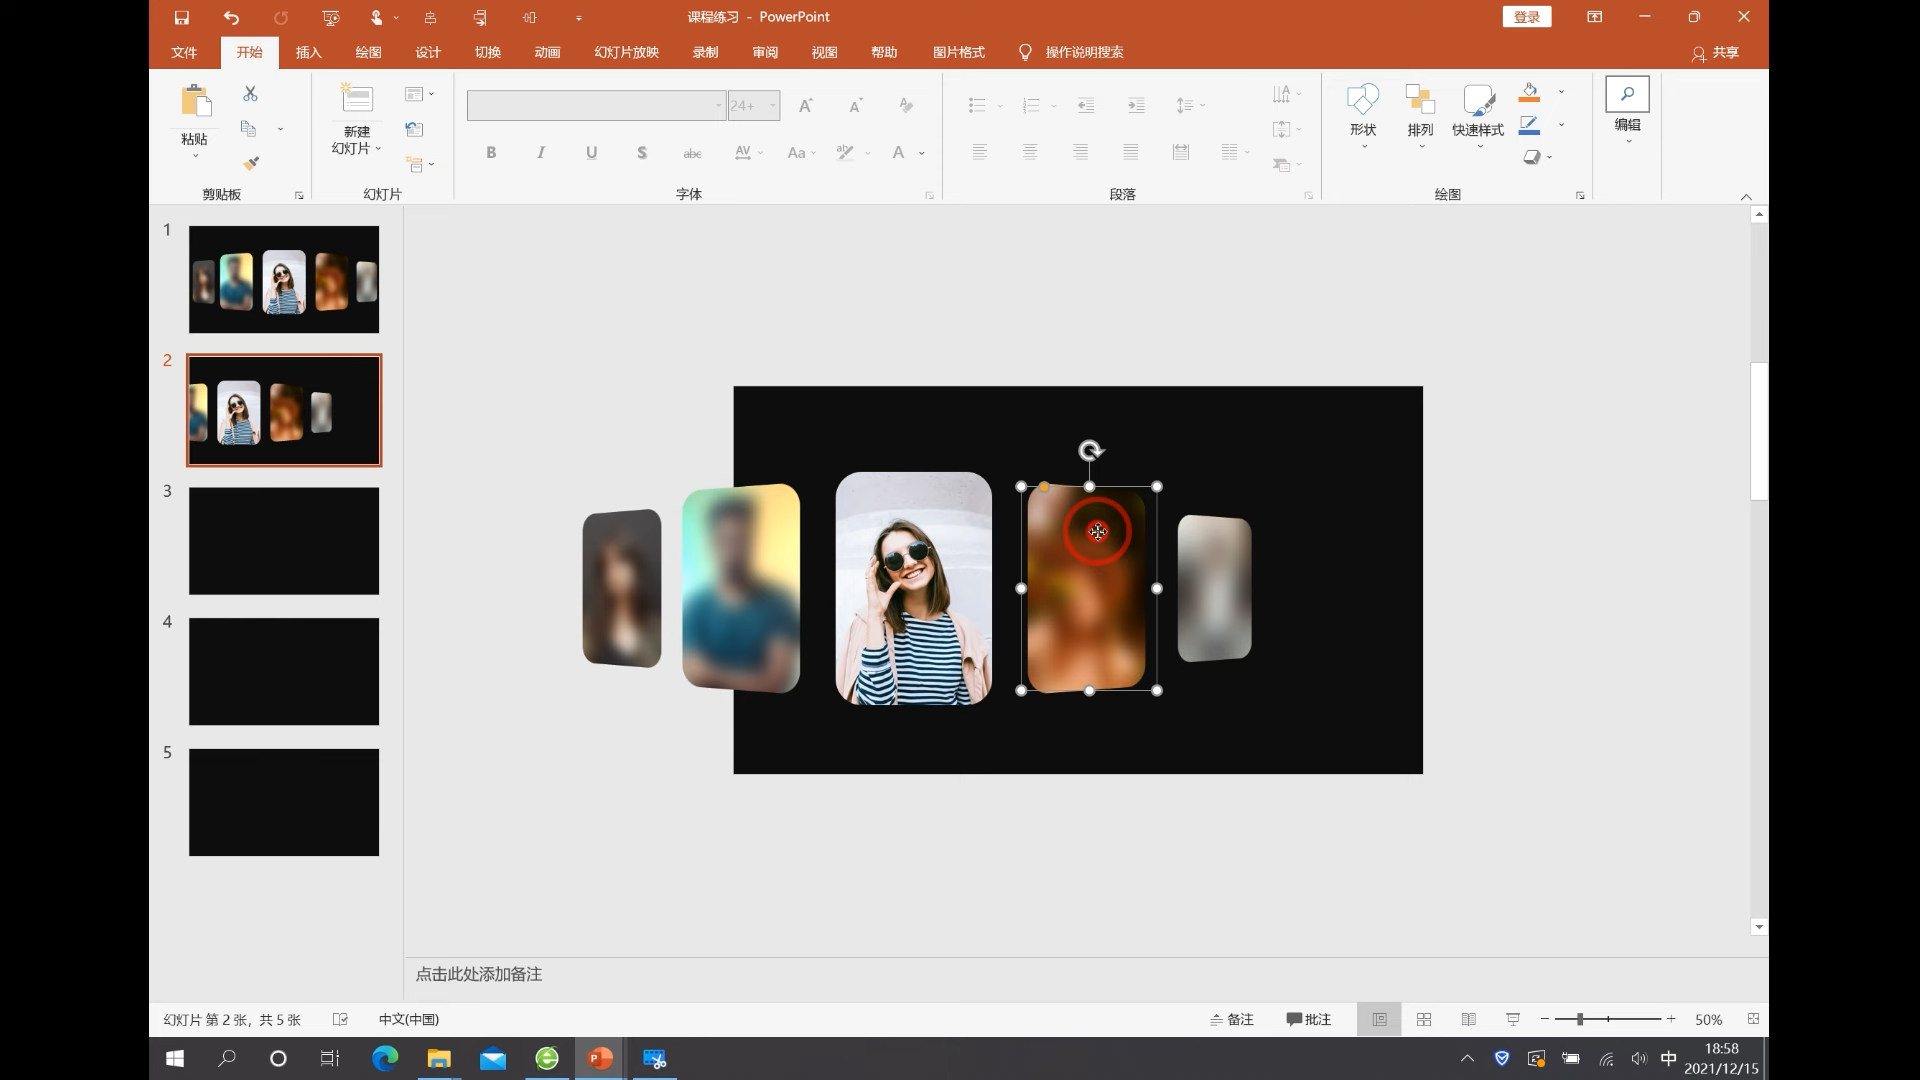 课程练习 - PowerPoint
登录
文件 开始 插入 绘图 设计 切换 动画 幻灯片放映 录制 审阅 视图 帮助 图片格式 操作说明搜索 共享
粘贴
新建
幻灯片
24+
B I U S abc AV Aa A
形状 排列 快速样式
编辑
剪贴板 幻灯片 字体 段落 绘图
1
2
3
4
5
点击此处添加备注
幻灯片 第 2 张，共 5 张 中文(中国) 备注 批注 50%
中
18:58
2021/12/15